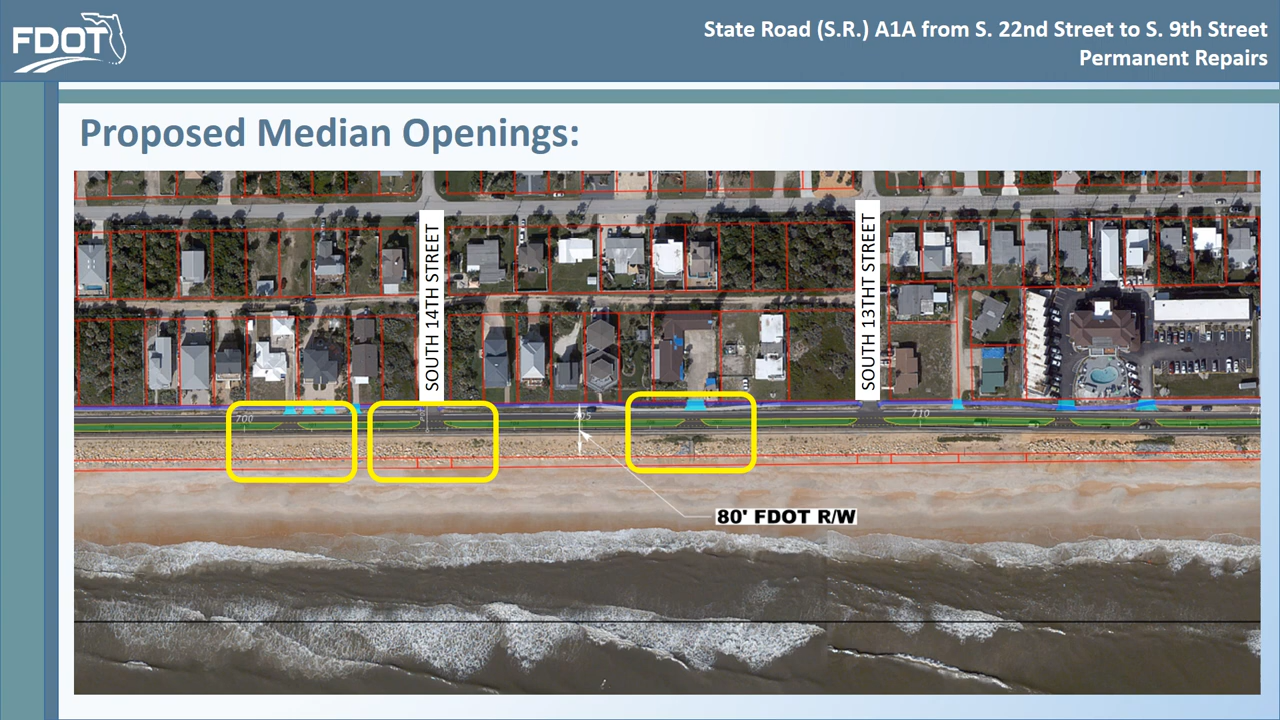 FDOT
State Road (S.R.) A1A from S. 22nd Street to S. 9th Street
Permanent Repairs
Proposed Median Openings:
SOUTH 14TH STREET
SOUTH 13THT STREET
700
710
80' FDOT R/W